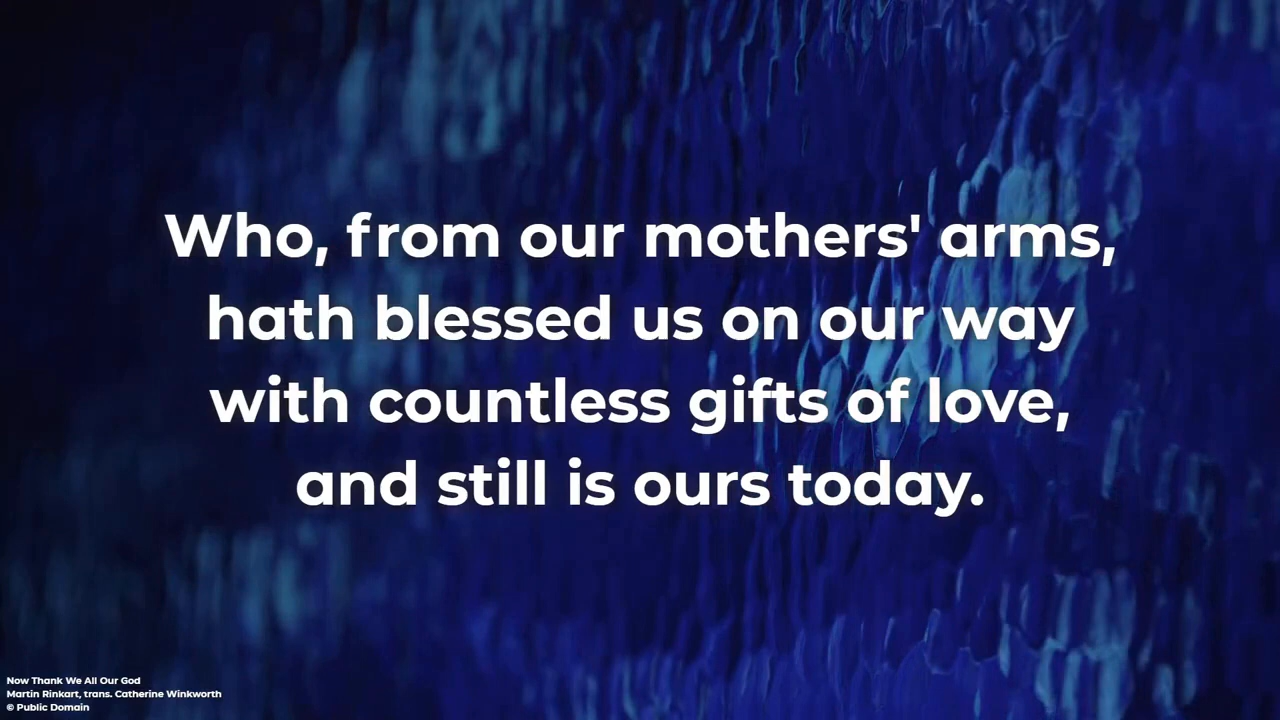 Who, from our mothers' arms,
hath blessed us on our way
with countless gifts of love,
and still is ours today.
Now Thank We All Our God
Martin Rinkart, trans. Catherine Winkworth
© Public Domain